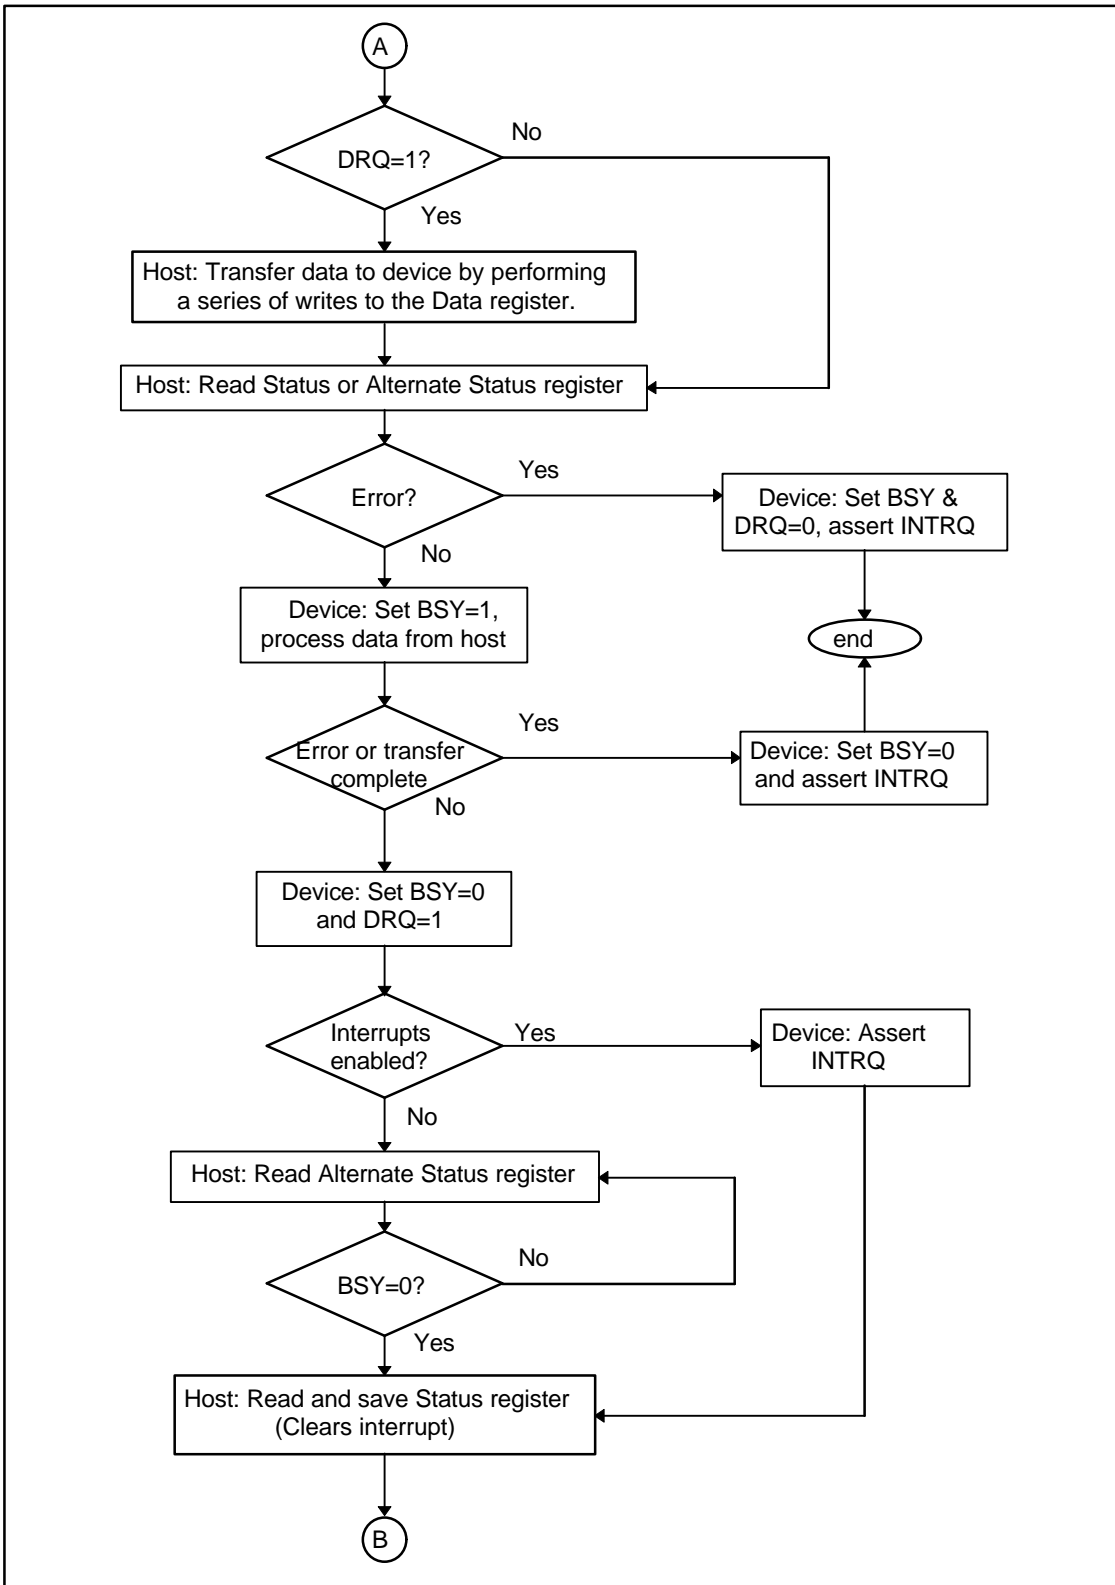 A
DRQ=1?
No
Yes
Host: Transfer data to device by performing
a series of writes to the Data register.
Host: Read Status or Alternate Status register
Error?
Yes
Device: Set BSY &
DRQ=0, assert INTRQ
No
Device: Set BSY=1,
process data from host
end
Error or transfer
complete
Yes
Device: Set BSY=0
and assert INTRQ
No
Device: Set BSY=0
and DRQ=1
Interrupts
enabled?
Yes
Device: Assert
INTRQ
No
Host: Read Alternate Status register
BSY=0?
No
Yes
Host: Read and save Status register
(Clears interrupt)
B